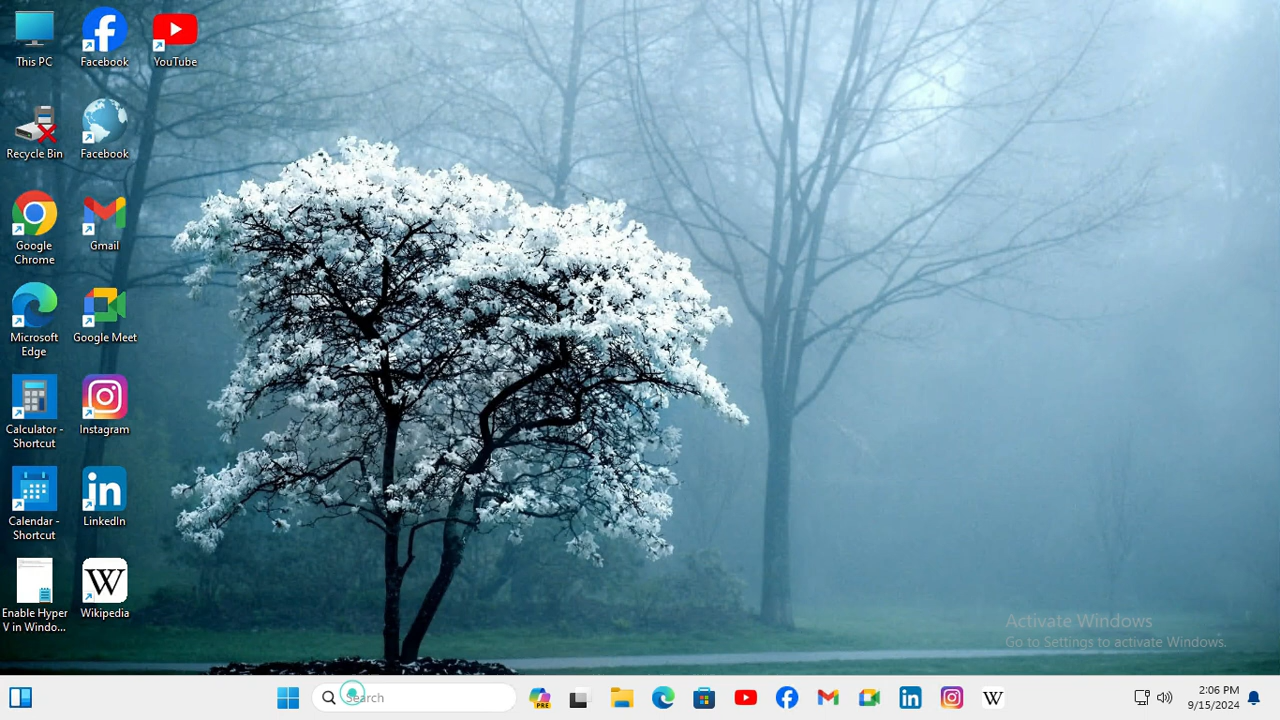 This PC
Facebook
YouTube
Recycle Bin
Facebook
Google
Chrome
Gmail
Microsoft
Edge
Google Meet
Calculator -
Shortcut
Instagram
Calendar -
Shortcut
LinkedIn
Enable Hyper
V in Windo...
Wikipedia
Activate Windows
Go to Settings to activate Windows.
Search
PRE
2:06 PM
9/15/2024